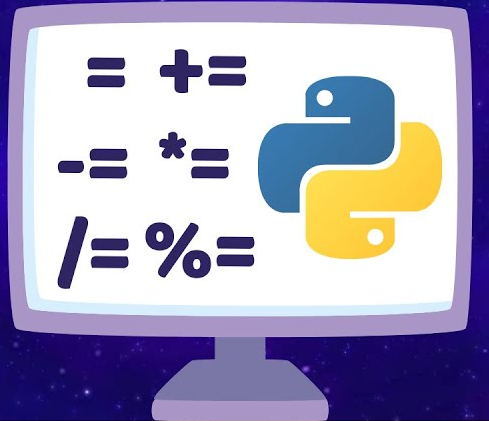 = +=
-= *=
/= %=